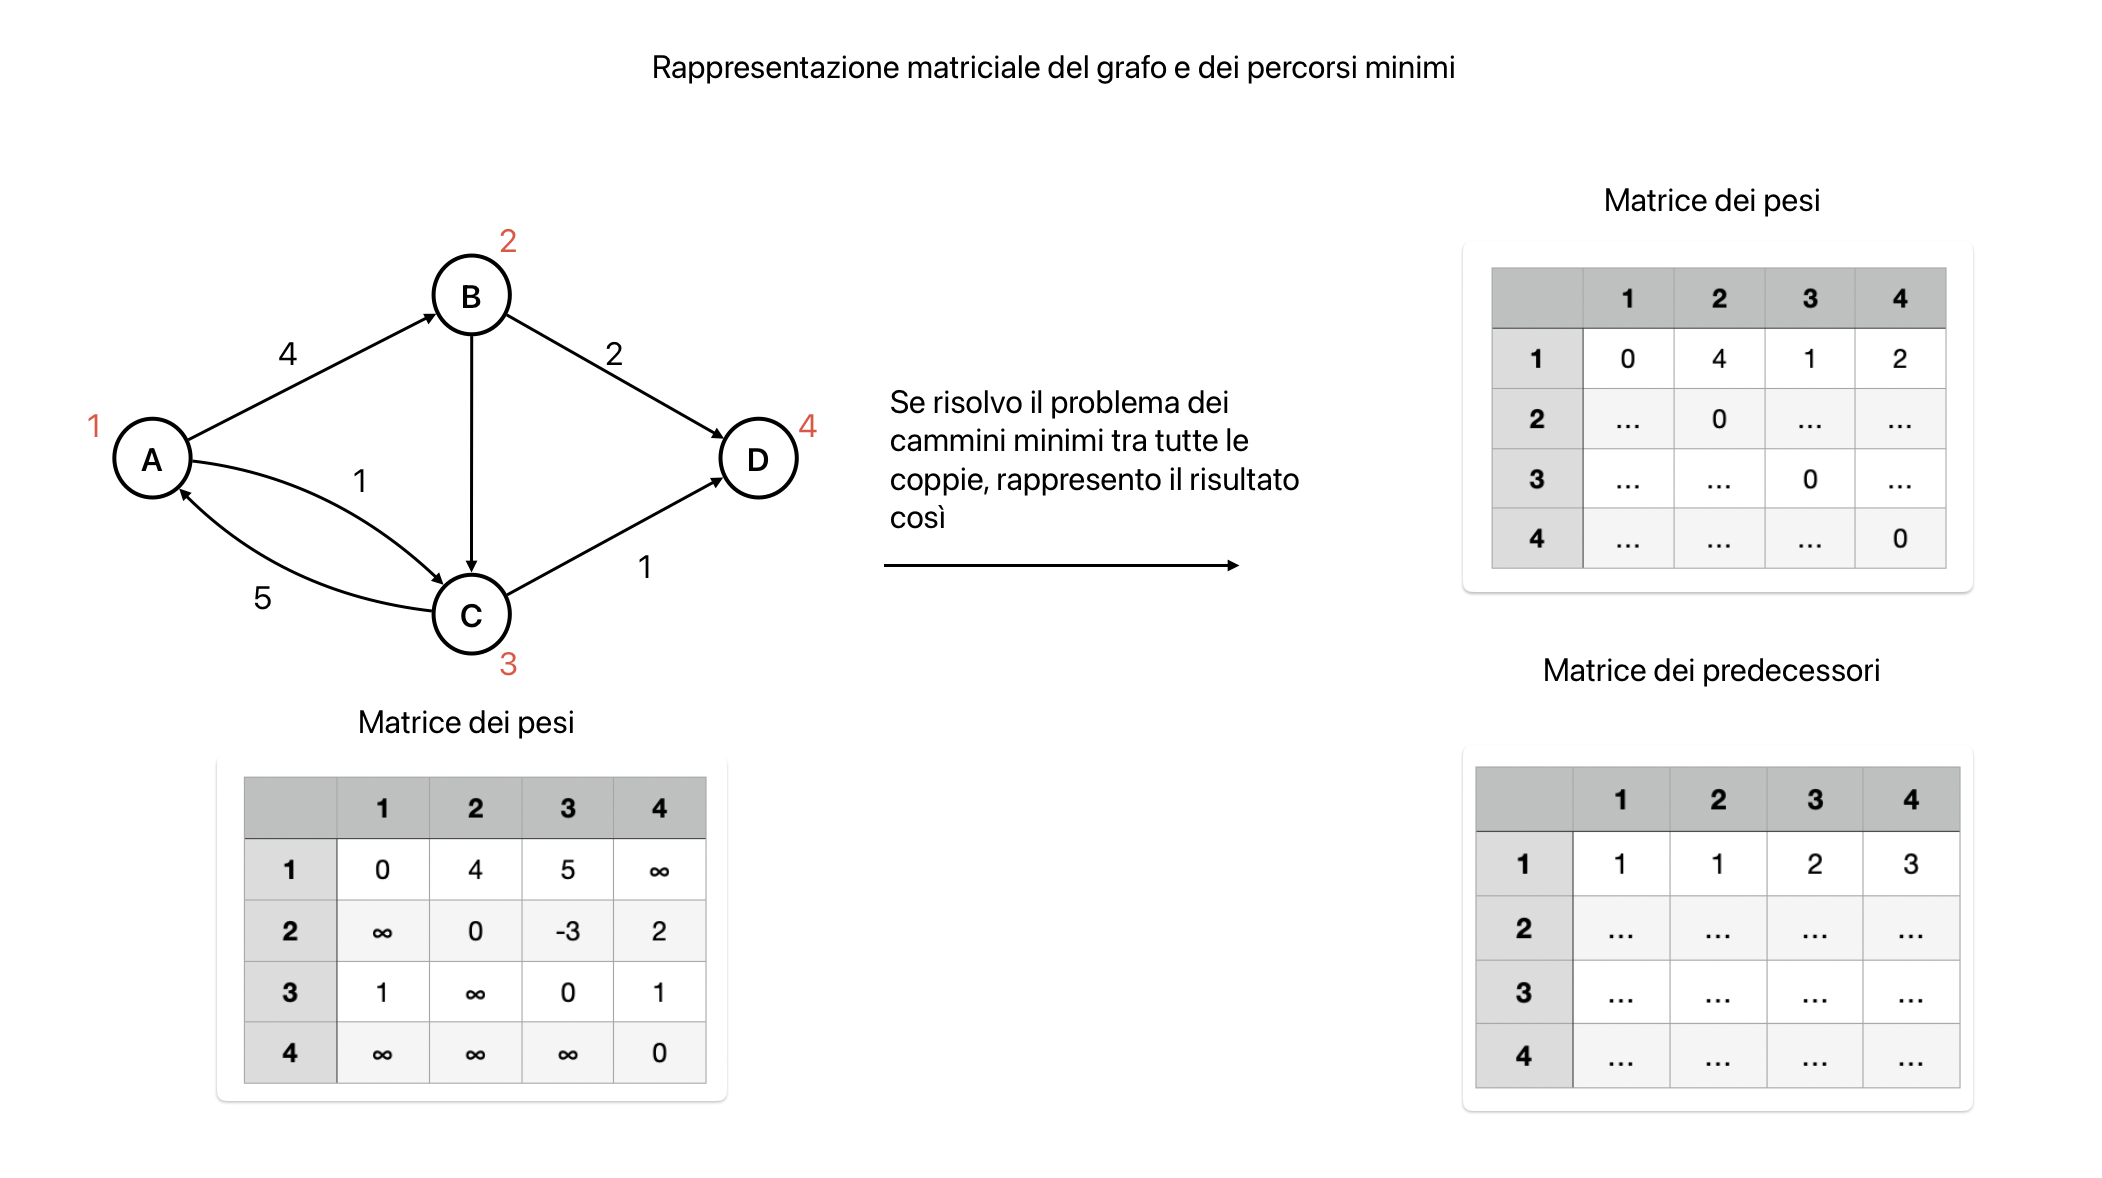 Rappresentazione matriciale del grafo e dei percorsi minimi
2
B
4
2
1
A
1
4
D
5
1
C
3
Se risolvo il problema dei
cammini minimi tra tutte le
coppie, rappresento il risultato
così
Matrice dei pesi
1 2 3 4
1 0 4 5 ∞
2 ∞ 0 -3 2
3 1 ∞ 0 1
4 ∞ ∞ ∞ 0
Matrice dei pesi
1 2 3 4
1 0 4 1 2
2 ... 0 ... ...
3 ... ... 0 ...
4 ... ... ... 0
Matrice dei predecessori
1 2 3 4
1 1 1 2 3
2 ... ... ... ...
3 ... ... ... ...
4 ... ... ... ...